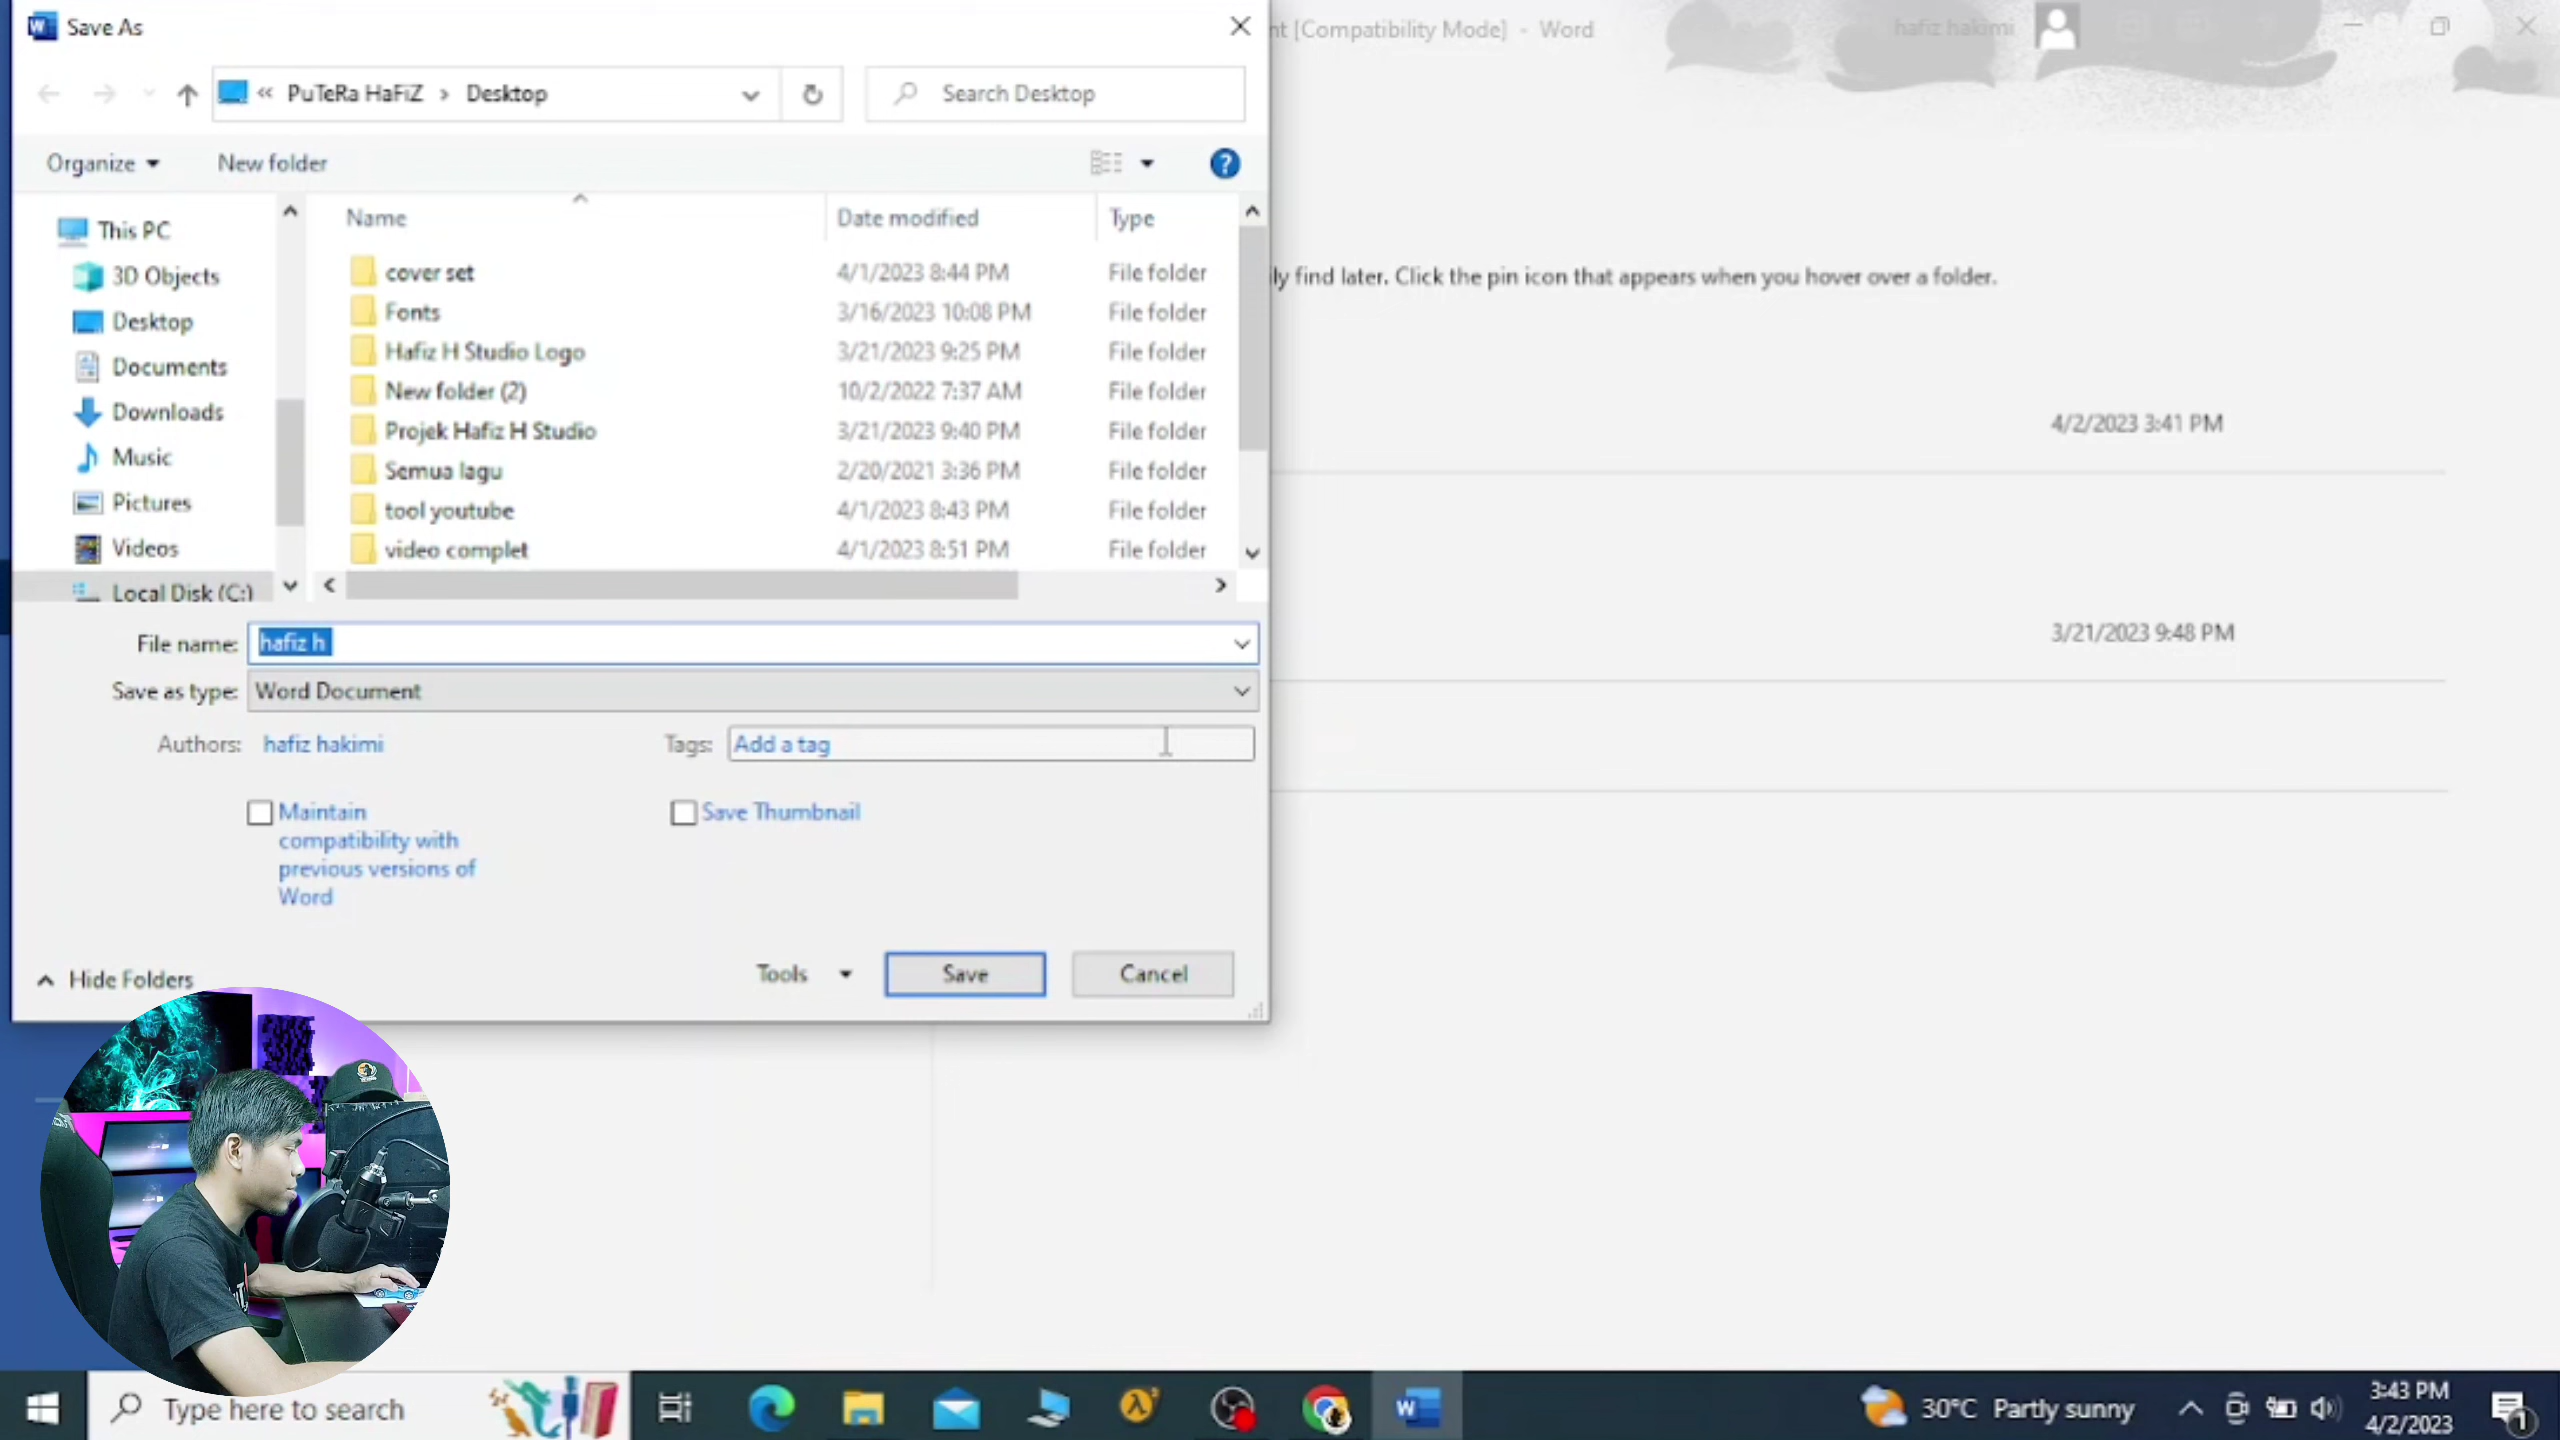 Save As
nt [Compatibility Mode] - Word
hafiz hakimi
« PuTeRa HaFiZ › Desktop
Search Desktop
Organize
New folder
Name
Date modified
Type
This PC
3D Objects
Desktop
Documents
Downloads
Music
Pictures
Videos
Local Disk (C:)
cover set 4/1/2023 8:44 PM File folder
Fonts 3/16/2023 10:08 PM File folder
Hafiz H Studio Logo 3/21/2023 9:25 PM File folder
New folder (2) 10/2/2022 7:37 AM File folder
Projek Hafiz H Studio 3/21/2023 9:40 PM File folder
Semua lagu 2/20/2021 3:36 PM File folder
tool youtube 4/1/2023 8:43 PM File folder
video complet 4/1/2023 8:51 PM File folder
ly find later. Click the pin icon that appears when you hover over a folder.
4/2/2023 3:41 PM
3/21/2023 9:48 PM
File name: hafiz h
Save as type: Word Document
Authors: hafiz hakimi
Tags: Add a tag
Maintain
compatibility with
previous versions of
Word
Save Thumbnail
Hide Folders
Tools
Save
Cancel
Type here to search
30°C Partly sunny
3:43 PM
4/2/2023
1